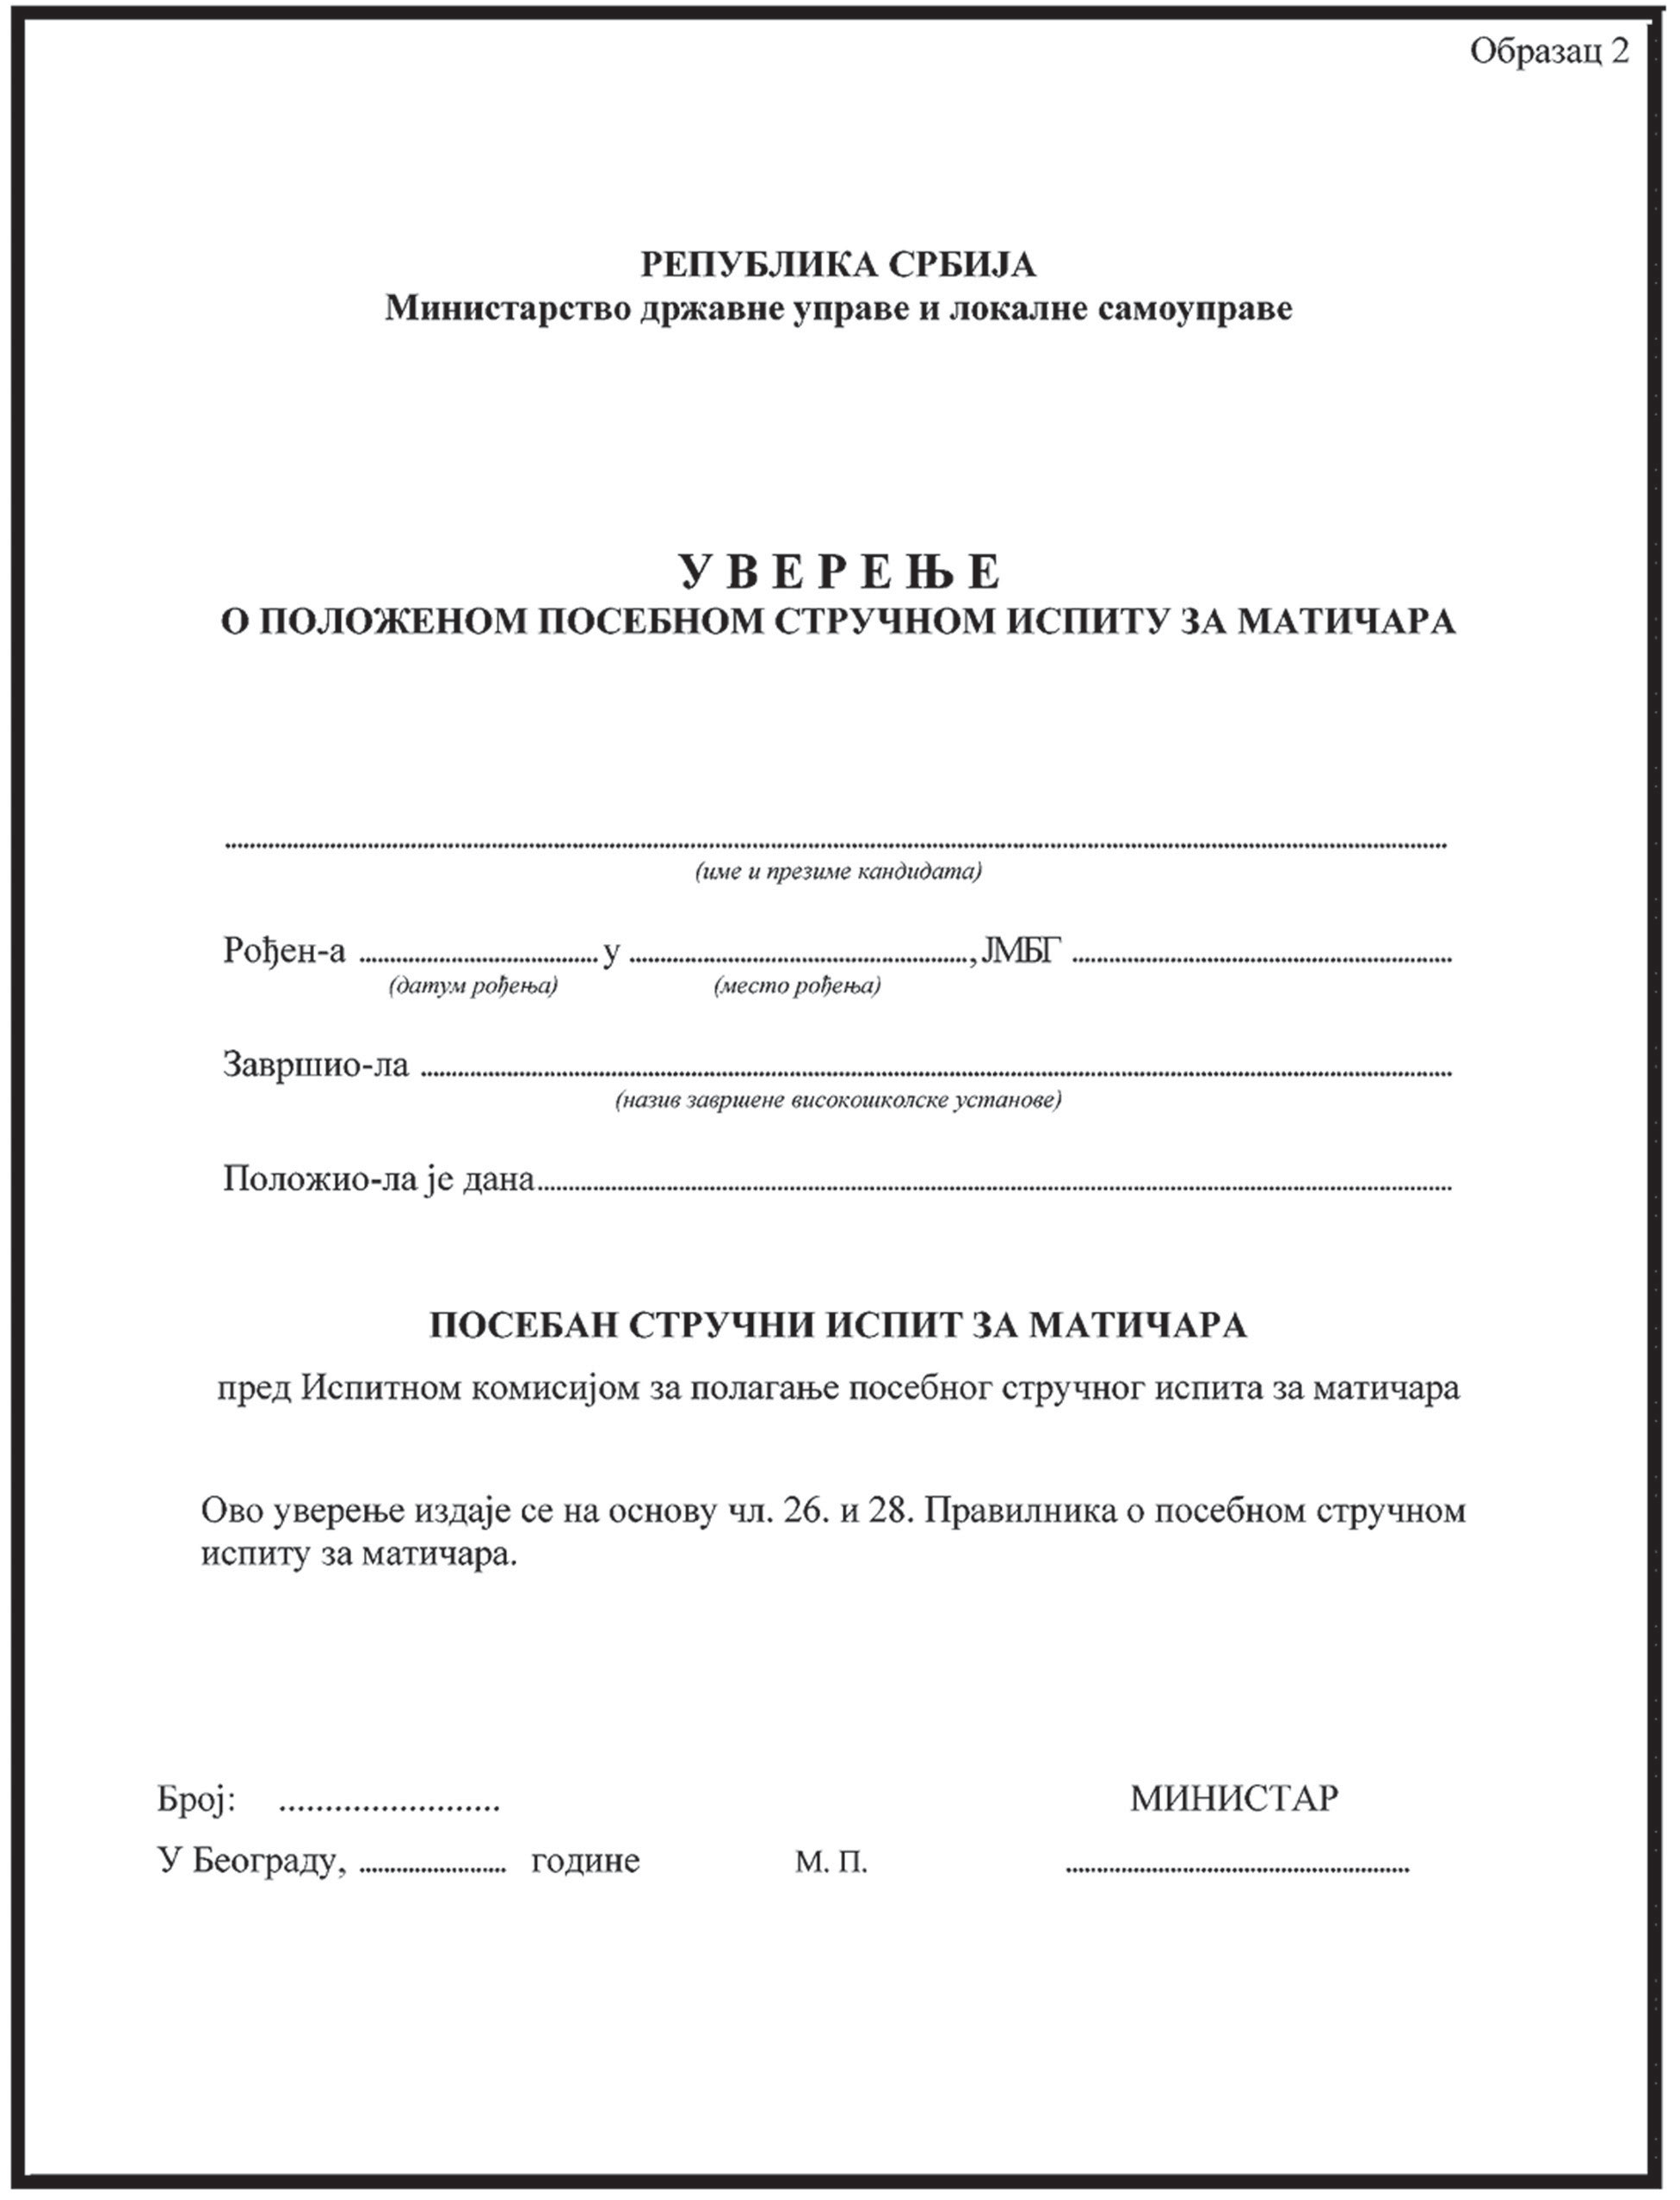 Образац 2
РЕПУБЛИКА СРБИЈА
Министарство државне управе и локалне самоуправе
У В Е Р Е Њ Е
О ПОЛОЖЕНОМ ПОСЕБНОМ СТРУЧНОМ ИСПИТУ ЗА МАТИЧАРА
(име и презиме кандидата)
Рођен-а ........................................ у ........................................, ЈМБГ ........................................
(датум рођења) (место рођења)
Завршио-ла ........................................
(назив завршене високошколске установе)
Положио-ла је дана........................................
ПОСЕБАН СТРУЧНИ ИСПИТ ЗА МАТИЧАРА
пред Испитном комисијом за полагање посебног стручног испита за матичара
Ово уверење издаје се на основу чл. 26. и 28. Правилника о посебном стручном
испиту за матичара.
Број: ........................ МИНИСТАР
У Београду, ........................ године М. П. ........................................